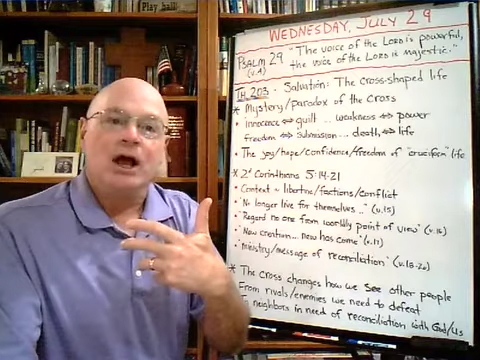 Play ball!
WEDNESDAY, JULY 29
PSALM 29 "The voice of the LORD is powerful,
(v.4) the voice of the LORD is majestic."
LH 203: Salvation: The cross-shaped life
* Mystery/paradox of the Cross
• innocence ⇔ guilt ... weakness ⇔ power
freedom ⇔ submission... death ⇔ life
• The joy/hope/confidence/freedom of "cruciform" life
* 2nd Corinthians 5:14-21
• Context ~ /factions/conflict
• "No longer live for themselves.." (v.15)
• "Regard no one from worldly point of view" (v.16)
• "New creation... new has come" (v.17)
• "ministry/message of reconciliation" (v.18-20)
* The cross changes how we see other people
From rivals/enemies we need to defeat
To neighbors in need of reconciliation with God/us